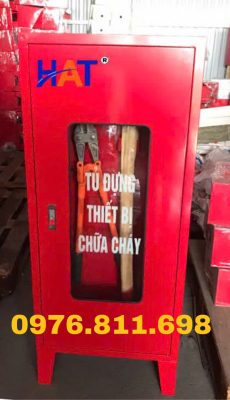 HAT ®
TỦ ĐỰNG
THIẾT BỊ
CHỮA CHÁY
0976.811.698